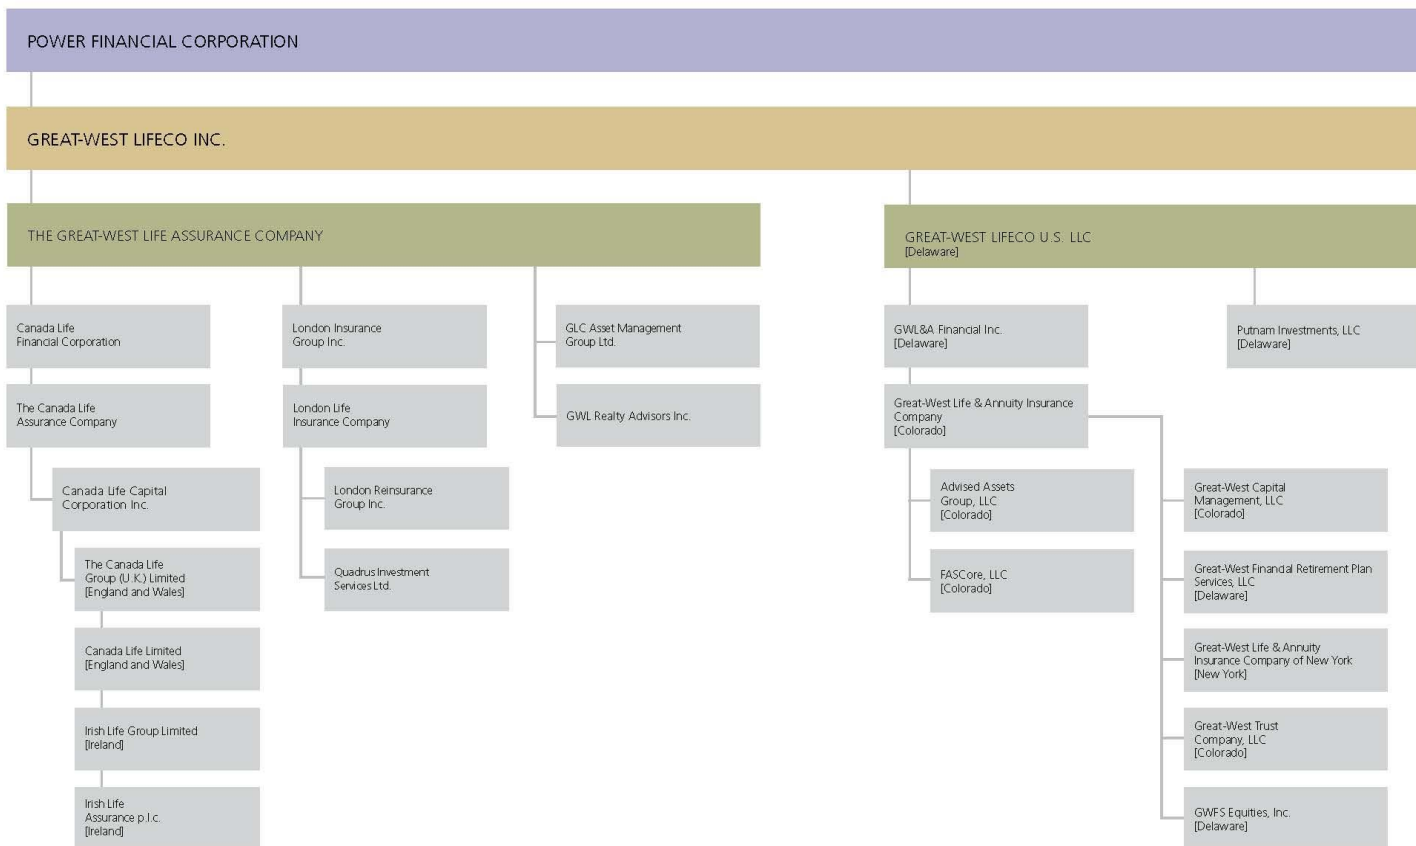 POWER FINANCIAL CORPORATION
GREAT-WEST LIFECO INC.
THE GREAT-WEST LIFE ASSURANCE COMPANY
GREAT-WEST LIFECO U.S. LLC
[Delaware]
Canada Life
Financial Corporation
London Insurance
Group Inc.
GLC Asset Management
Group Ltd.
GWL&A Financial Inc.
[Delaware]
Putnam Investments, LLC
[Delaware]
The Canada Life
Assurance Company
London Life
Insurance Company
GWL Realty Advisors Inc.
Great-West Life & Annuity Insurance
Company
[Colorado]
Canada Life Capital
Corporation Inc.
London Reinsurance
Group Inc.
Advised Assets
Group, LLC
[Colorado]
Great-West Capital
Management, LLC
[Colorado]
The Canada Life
Group (U.K.) Limited
[England and Wales]
Quadrus Investment
Services Ltd.
FASCore, LLC
[Colorado]
Great-West Financial Retirement Plan
Services, LLC
[Delaware]
Canada Life Limited
[England and Wales]
Great-West Life & Annuity
Insurance Company of New York
[New York]
Irish Life Group Limited
[Ireland]
Great-West Trust
Company, LLC
[Colorado]
Irish Life
Assurance p.l.c.
[Ireland]
GWFS Equities, Inc.
[Delaware]